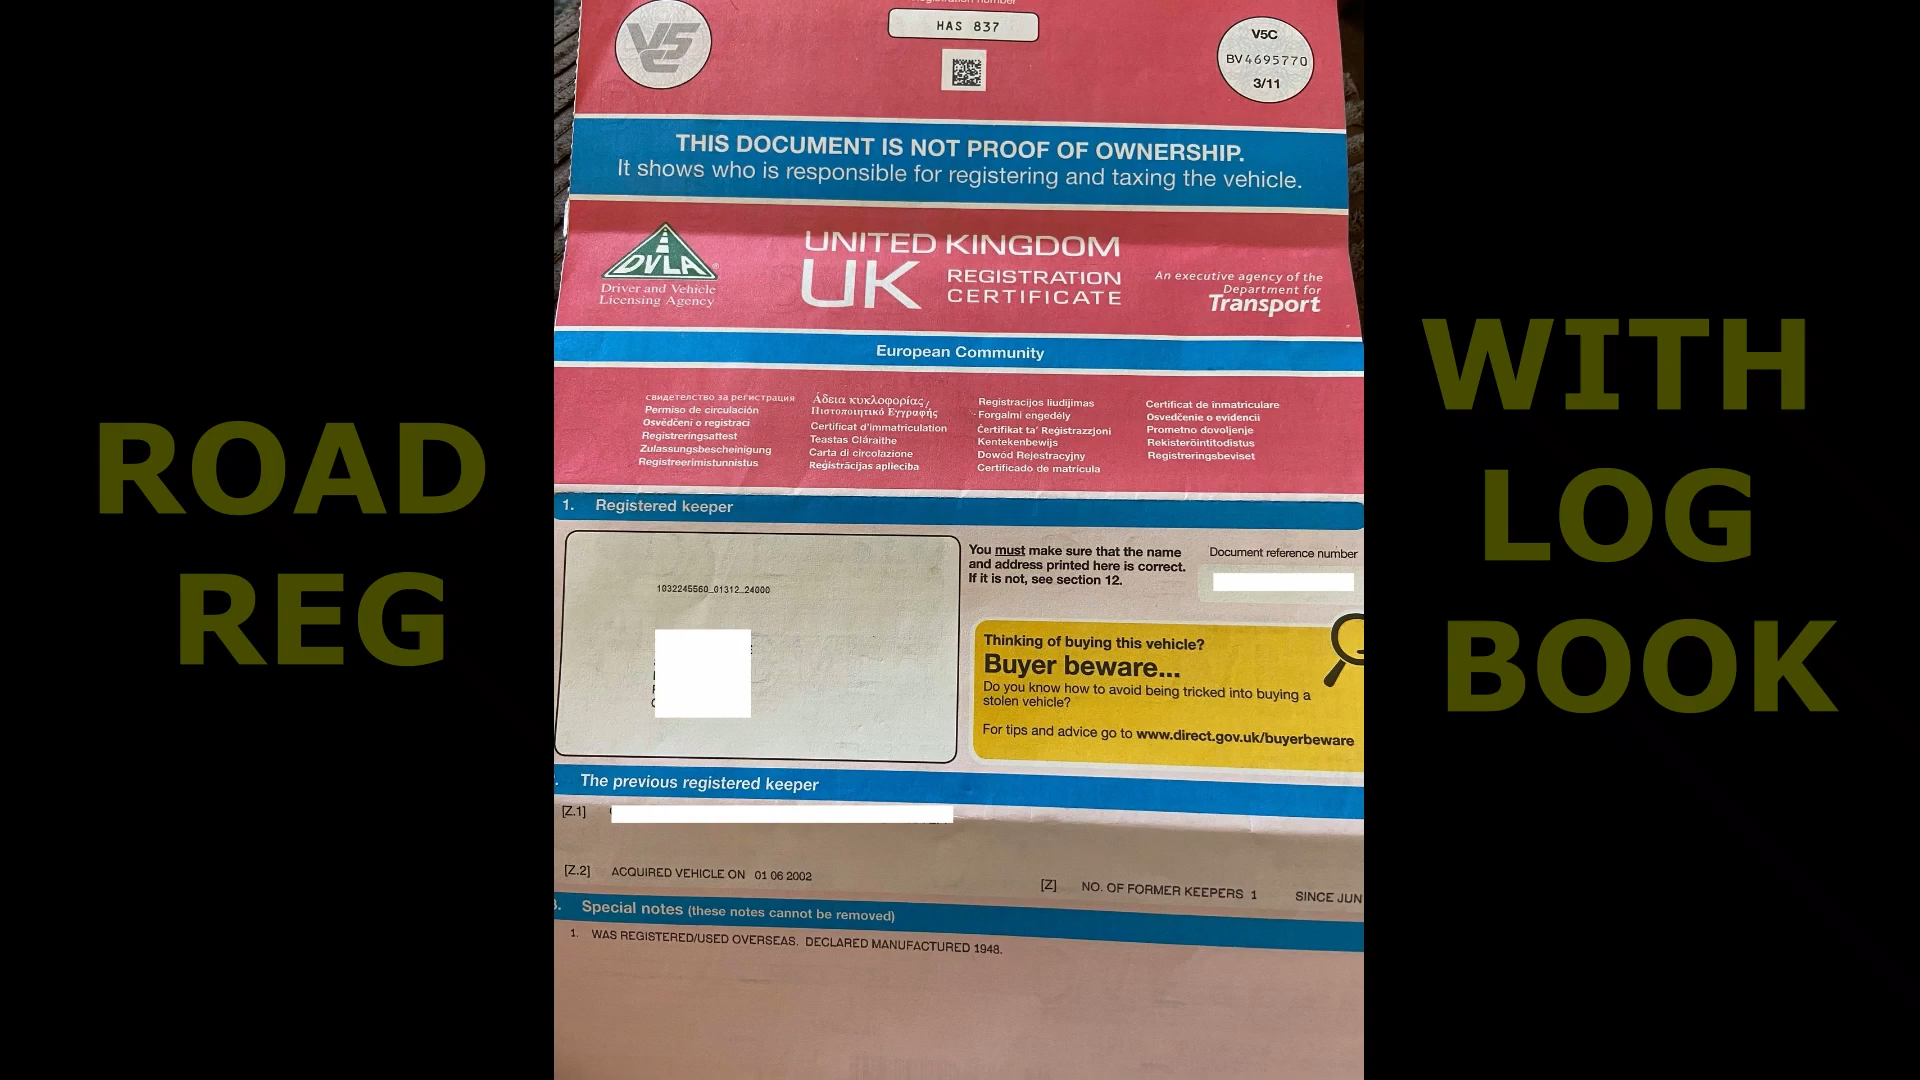 ROAD
REG
HAS 837
V5C
V5C
BV4695770
3/11
THIS DOCUMENT IS NOT PROOF OF OWNERSHIP.
It shows who is responsible for registering and taxing the vehicle.
DVLA
Driver and Vehicle
Licensing Agency
UNITED KINGDOM
UK REGISTRATION
CERTIFICATE
An executive agency of the
Department for
Transport
European Community
свидетелство за регистрация
Permiso de circulación
Osvědčení o registraci
Registreringsattest
Zulassungsbescheinigung
Registreerimistunnistus
Άδεια κυκλοφορίας/
Πιστοποιητικό Εγγραφής
Certificat d'immatriculation
Teastas Cláraithe
Carta di circolazione
Reģistrācijas apliecība
Registracijos liudijimas
Forgalmi engedély
Ċertifikat ta' Reġistrazzjoni
Kentekenbewijs
Dowód Rejestracyjny
Certificado de matrícula
Certificat de înmatriculare
Osvedčenie o evidencii
Prometno dovoljenje
Rekisteröintitodistus
Registreringsbeviset
1. Registered keeper
1032245560_01312_24000
You must make sure that the name
and address printed here is correct.
If it is not, see section 12.
Document reference number
Thinking of buying this vehicle?
Buyer beware...
Do you know how to avoid being tricked into buying a
stolen vehicle?
For tips and advice go to www.direct.gov.uk/buyerbeware
The previous registered keeper
[Z.1]
[Z.2] ACQUIRED VEHICLE ON 01 06 2002
[Z] NO. OF FORMER KEEPERS 1 SINCE JUN
Special notes (these notes cannot be removed)
1. WAS REGISTERED/USED OVERSEAS. DECLARED MANUFACTURED 1948.
WITH
LOG
BOOK